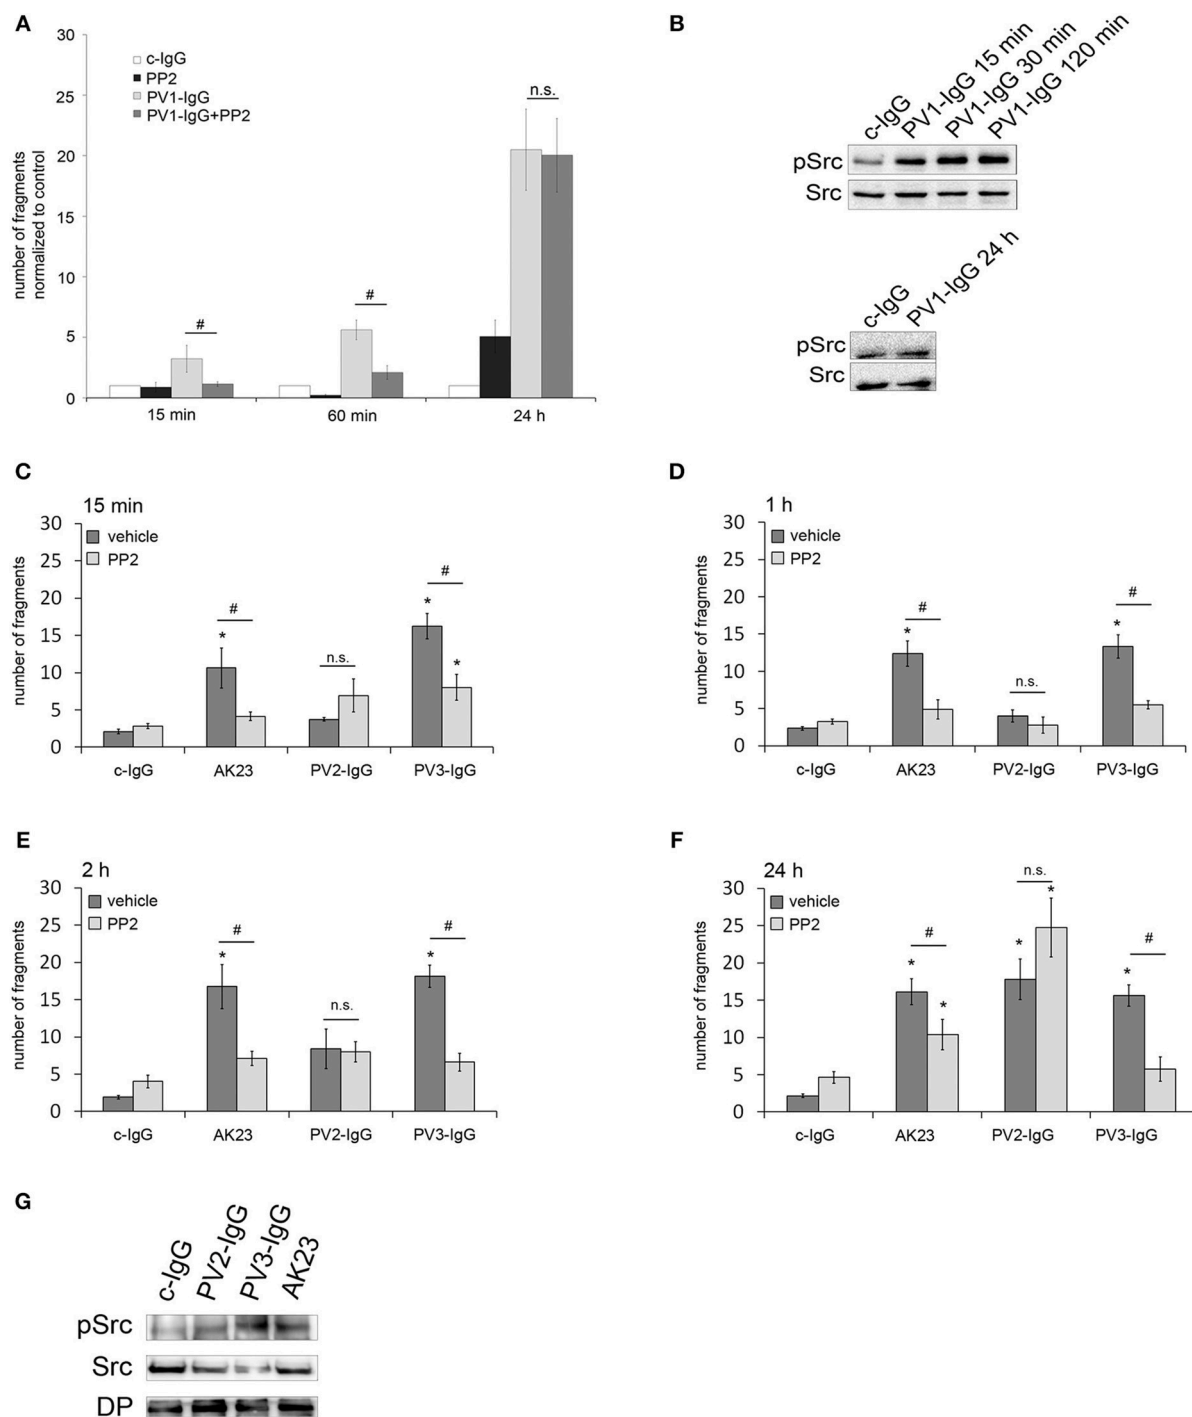 A
30
25
20
15
10
5
0
number of fragments
normalized to control
c-IgG
PP2
PV1-IgG
PV1-IgG+PP2
#
#
n.s.
15 min
60 min
24 h
B
c-IgG
PV1-IgG 15 min
PV1-IgG 30 min
PV1-IgG 120 min
pSrc
Src
c-IgG
PV1-IgG 24 h
pSrc
Src
C
15 min
vehicle
PP2
30
25
20
15
10
5
0
number of fragments
*
#
n.s.
*
#
*
c-IgG
AK23
PV2-IgG
PV3-IgG
D
1 h
vehicle
PP2
30
25
20
15
10
5
0
number of fragments
*
#
n.s.
*
#
c-IgG
AK23
PV2-IgG
PV3-IgG
E
2 h
vehicle
PP2
30
25
20
15
10
5
0
number of fragments
*
#
n.s.
*
#
c-IgG
AK23
PV2-IgG
PV3-IgG
F
24 h
vehicle
PP2
30
25
20
15
10
5
0
number of fragments
*
#
*
*
n.s.
*
*
#
c-IgG
AK23
PV2-IgG
PV3-IgG
G
c-IgG
PV2-IgG
PV3-IgG
AK23
pSrc
Src
DP